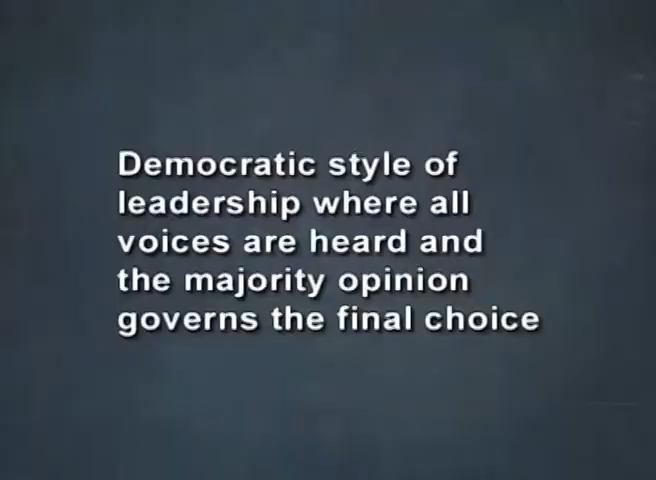 Democratic style of
leadership where all
voices are heard and
the majority opinion
governs the final choice